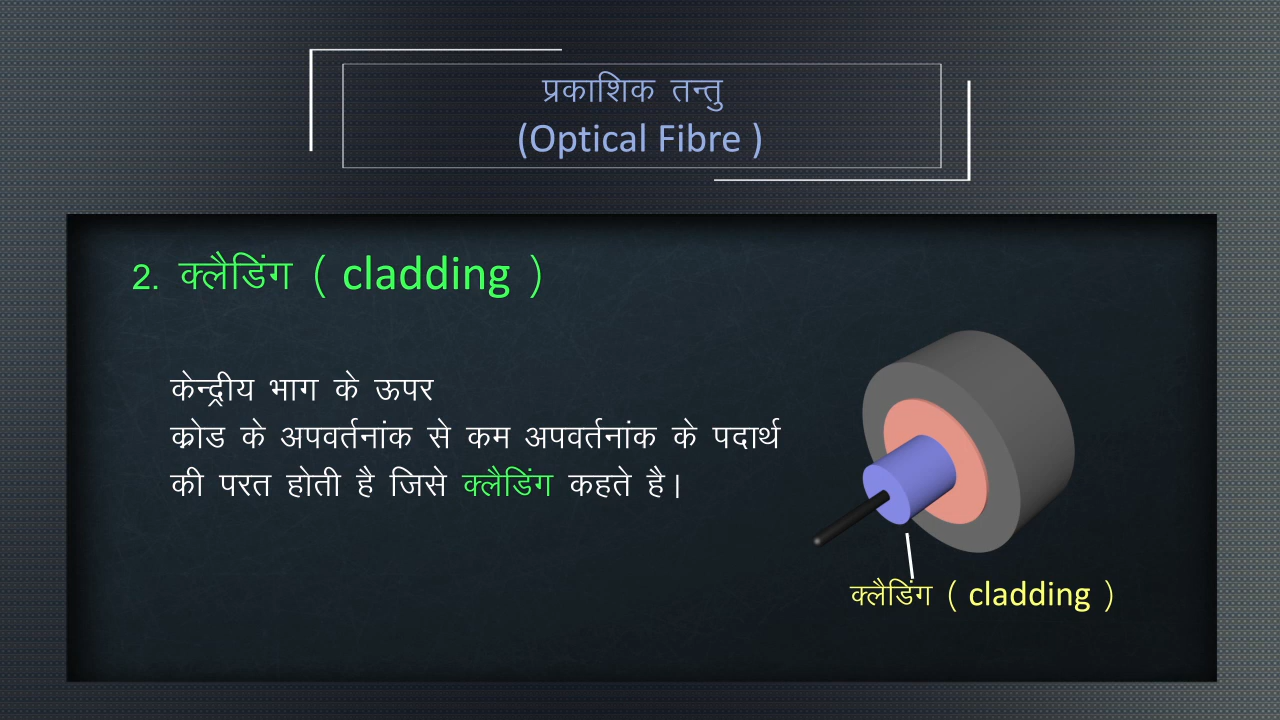 प्रकाशिक तन्तु
(Optical Fibre )
2. क्लैडिंग ( cladding )
केन्द्रीय भाग के ऊपर
क्रोड के अपवर्तनांक से कम अपवर्तनांक के पदार्थ
की परत होती है जिसे क्लैडिंग कहते है।
क्लैडिंग ( cladding )